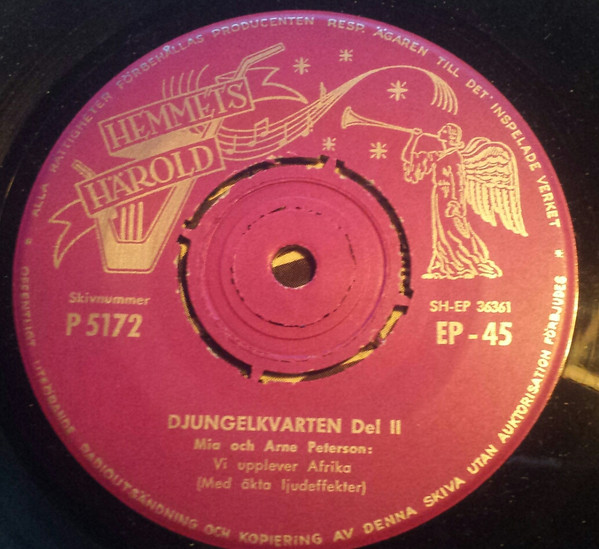 ALLA RÄTTIGHETER FÖRBEHÅLLAS PRODUCENTEN RESP. ÄGAREN TILL DET INSPELADE VERKET
HEMMETS
HÄROLD
Skivnummer
P 5172
SH-EP 36361
EP - 45
DJUNGELKVARTEN Del II
Mia och Arne Peterson:
Vi upplever Afrika
(Med äkta ljudeffekter)
OFFENTLIGT UTFÖRANDE RADIOUTSÄNDNING OCH KOPIERING AV DENNA SKIVA UTAN AUKTORISATION FÖRBJUDES